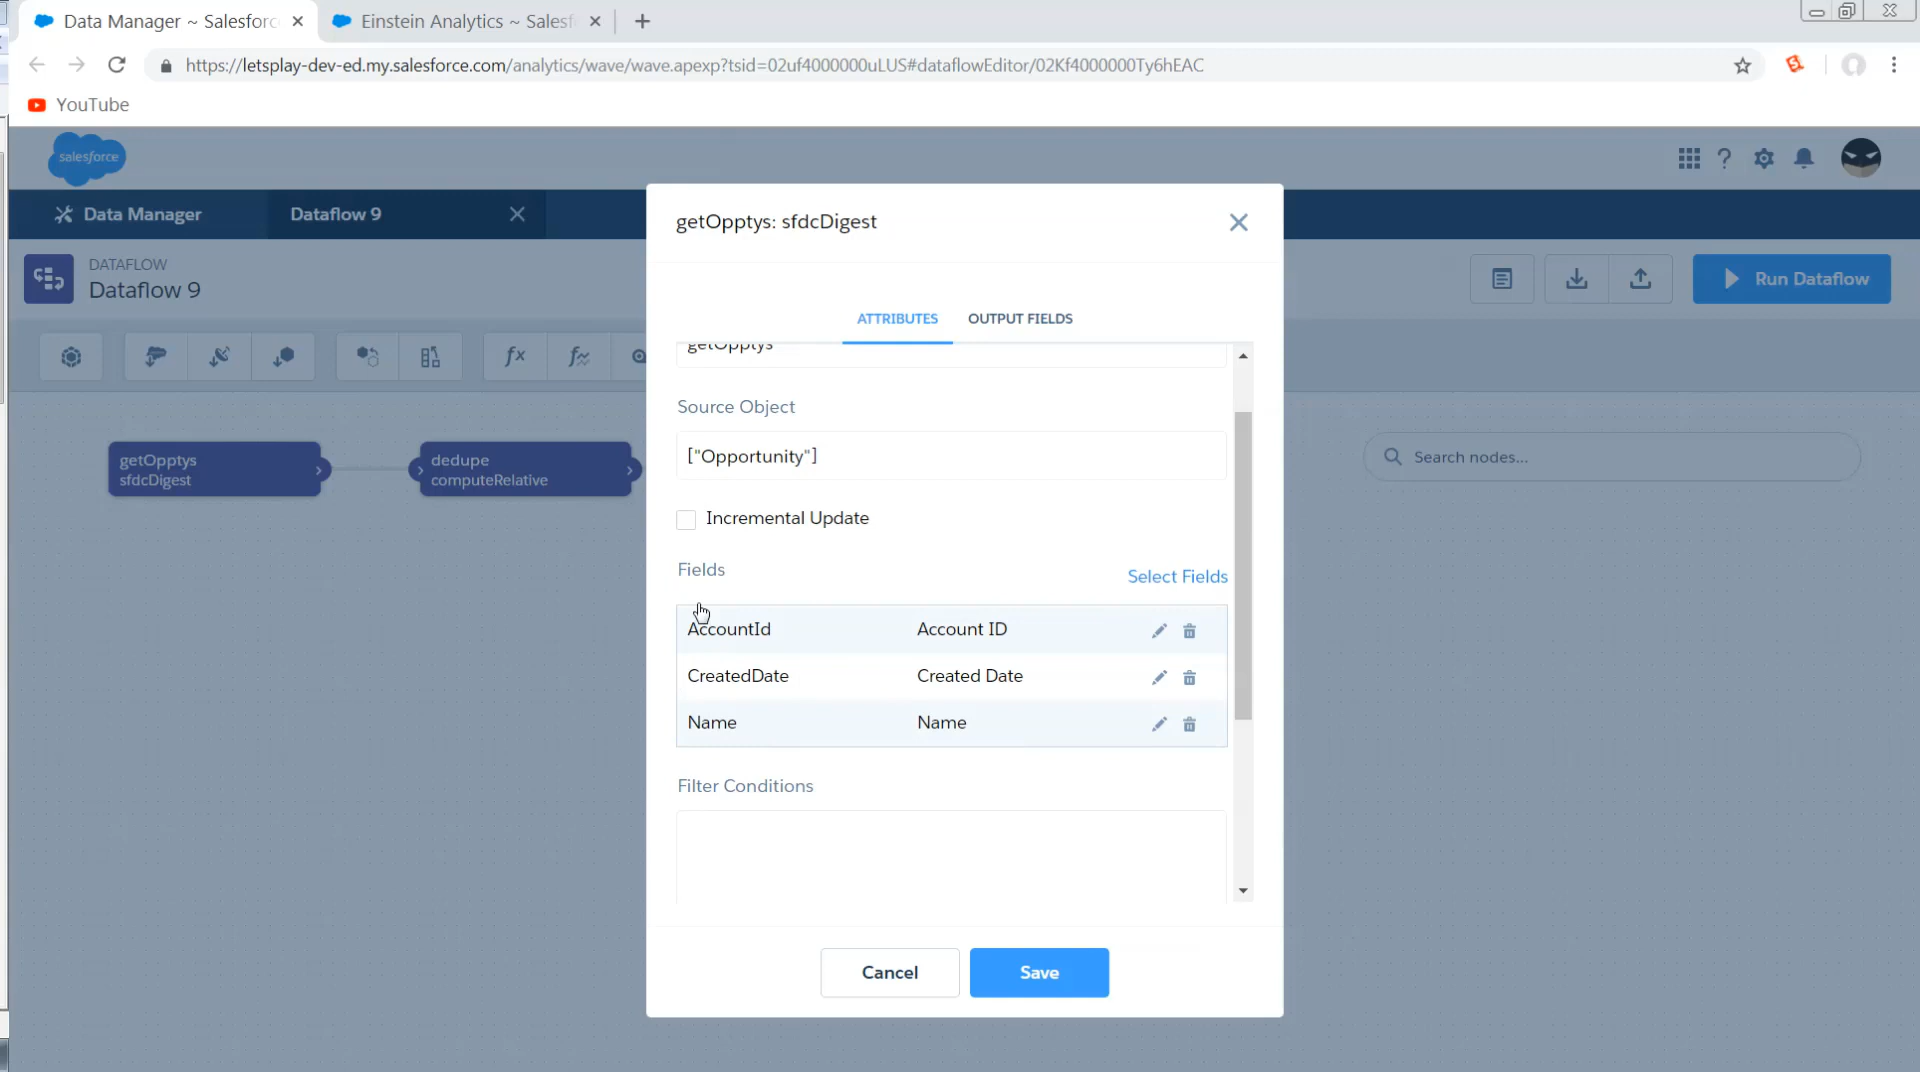 Data Manager ~ Salesforc
Einstein Analytics ~ Salesf
https://letsplay-dev-ed.my.salesforce.com/analytics/wave/wave.apexp?tsid=02uf4000000uLUS#dataflowEditor/02Kf4000000Ty6hEAC
YouTube
salesforce
Data Manager
Dataflow 9
DATAFLOW
Dataflow 9
Run Dataflow
fx
getOpptys
sfdcDigest
dedupe
computeRelative
Search nodes...
getOpptys: sfdcDigest
ATTRIBUTES
OUTPUT FIELDS
getOpptys
Source Object
["Opportunity"]
Incremental Update
Fields
Select Fields
AccountId
Account ID
CreatedDate
Created Date
Name
Name
Filter Conditions
Cancel
Save